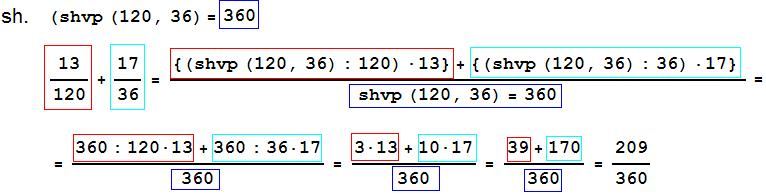 sh. (shvp (120, 36) = 360
13/120 + 17/36 = {(shvp (120, 36) : 120) · 13} + {(shvp (120, 36) : 36) · 17} / shvp (120, 36) = 360 =
= 360 : 120 · 13 + 360 : 36 · 17 / 360 = 3 · 13 + 10 · 17 / 360 = 39 + 170 / 360 = 209/360